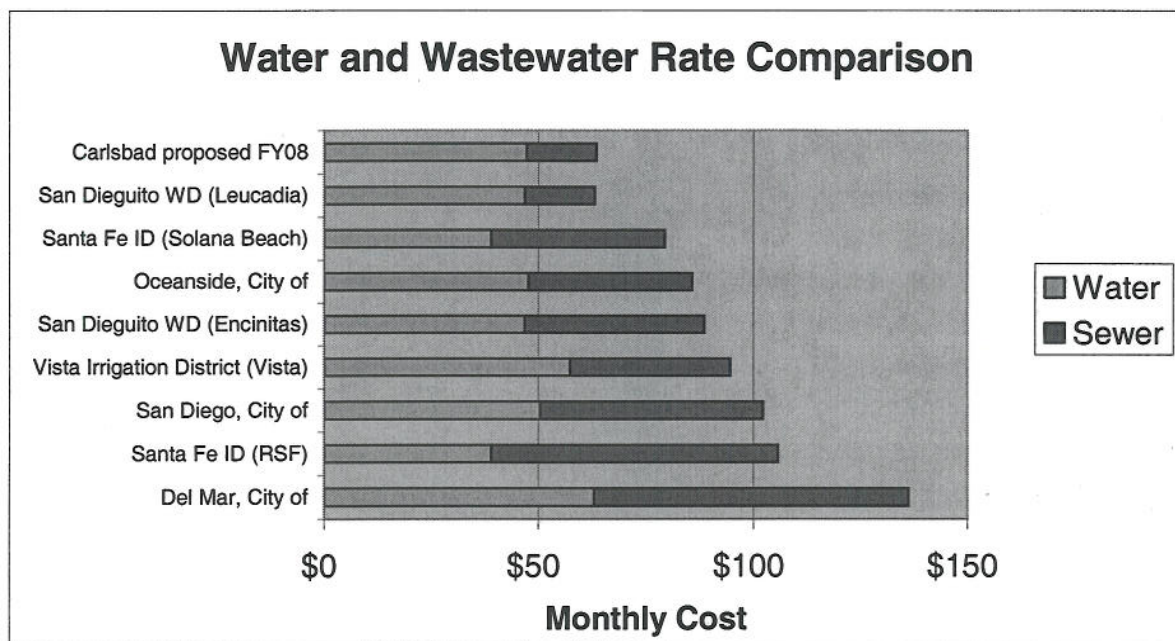 Water and Wastewater Rate Comparison
Carlsbad proposed FY08
San Dieguito WD (Leucadia)
Santa Fe ID (Solana Beach)
Oceanside, City of
San Dieguito WD (Encinitas)
Vista Irrigation District (Vista)
San Diego, City of
Santa Fe ID (RSF)
Del Mar, City of
$0 $50 $100 $150
Monthly Cost
Water
Sewer